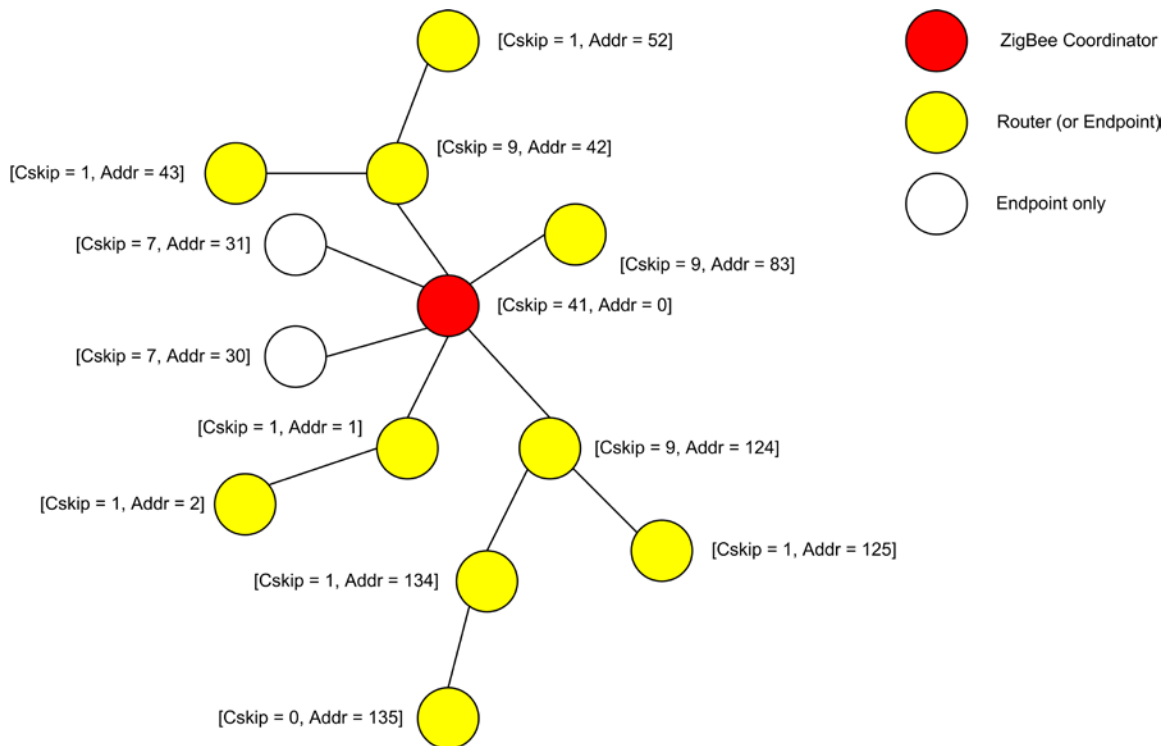 [Cskip = 1, Addr = 52]
ZigBee Coordinator
Router (or Endpoint)
[Cskip = 9, Addr = 42]
[Cskip = 1, Addr = 43]
Endpoint only
[Cskip = 7, Addr = 31]
[Cskip = 9, Addr = 83]
[Cskip = 41, Addr = 0]
[Cskip = 7, Addr = 30]
[Cskip = 1, Addr = 1]
[Cskip = 9, Addr = 124]
[Cskip = 1, Addr = 2]
[Cskip = 1, Addr = 125]
[Cskip = 1, Addr = 134]
[Cskip = 0, Addr = 135]